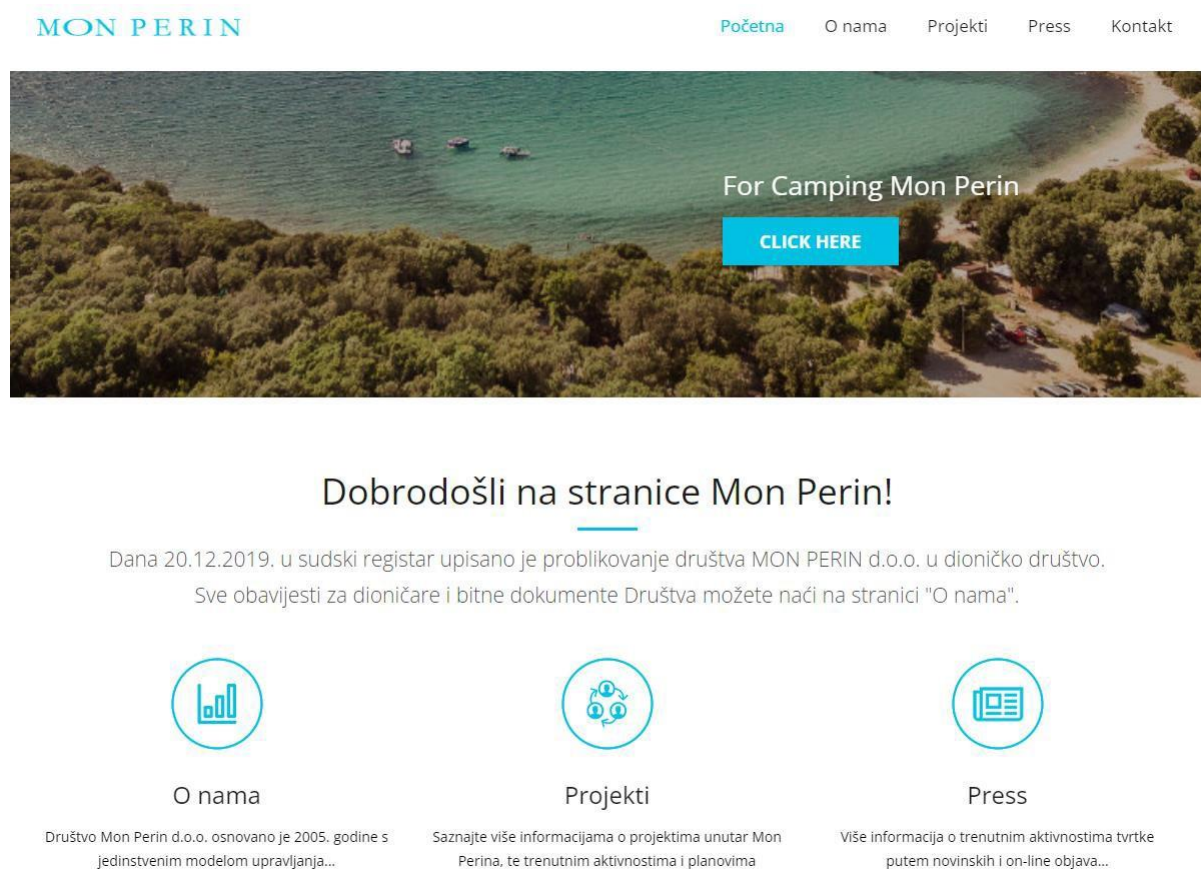 MON PERIN
Početna O nama Projekti Press Kontakt
For Camping Mon Perin
CLICK HERE
Dobrodošli na stranice Mon Perin!
Dana 20.12.2019. u sudski registar upisano je problikovanje društva MON PERIN d.o.o. u dioničko društvo.
Sve obavijesti za dioničare i bitne dokumente Društva možete naći na stranici "O nama".
O nama
Društvo Mon Perin d.o.o. osnovano je 2005. godine s
jedinstvenim modelom upravljanja...
Projekti
Saznajte više informacijama o projektima unutar Mon
Perina, te trenutnim aktivnostima i planovima
Press
Više informacija o trenutnim aktivnostima tvrtke
putem novinskih i on-line objava...